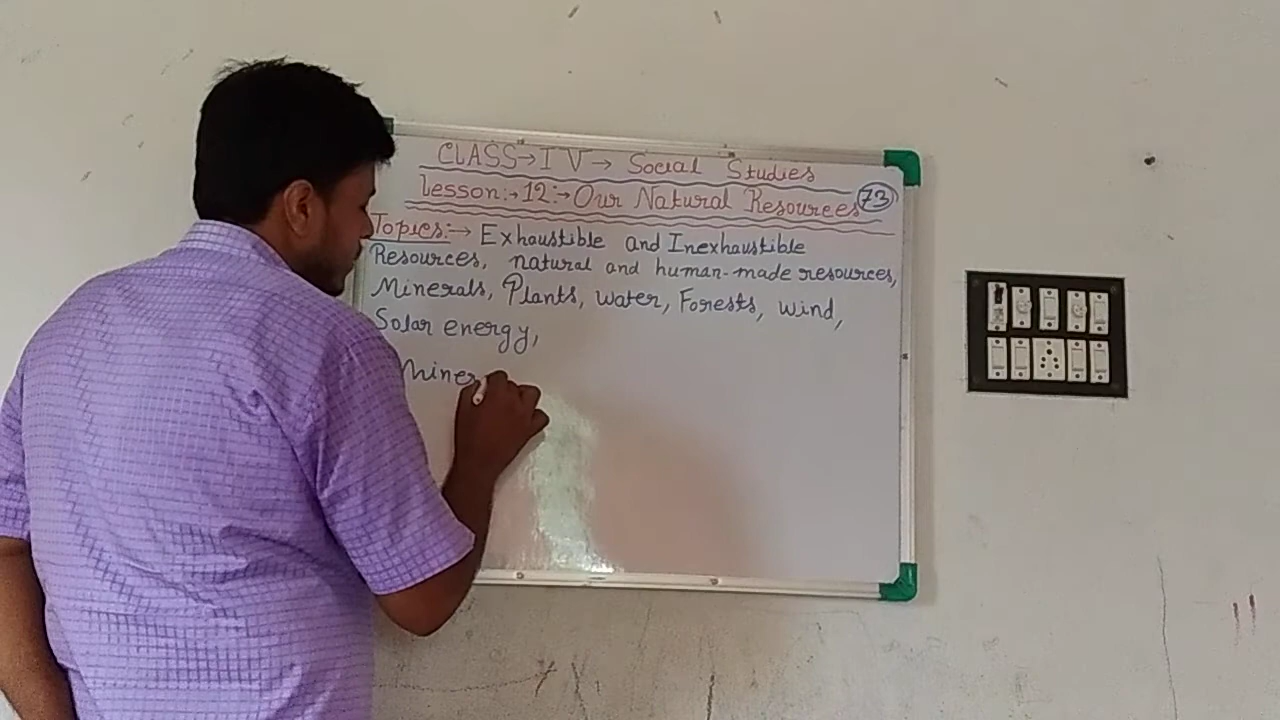 CLASS→IV→ Social Studies
Lesson:→12:→Our Natural Resources 73
Topics:→ Exhaustible and Inexhaustible
Resources, natural and human-made resources,
Minerals, Plants, water, Forests, wind,
Solar energy,
Miner